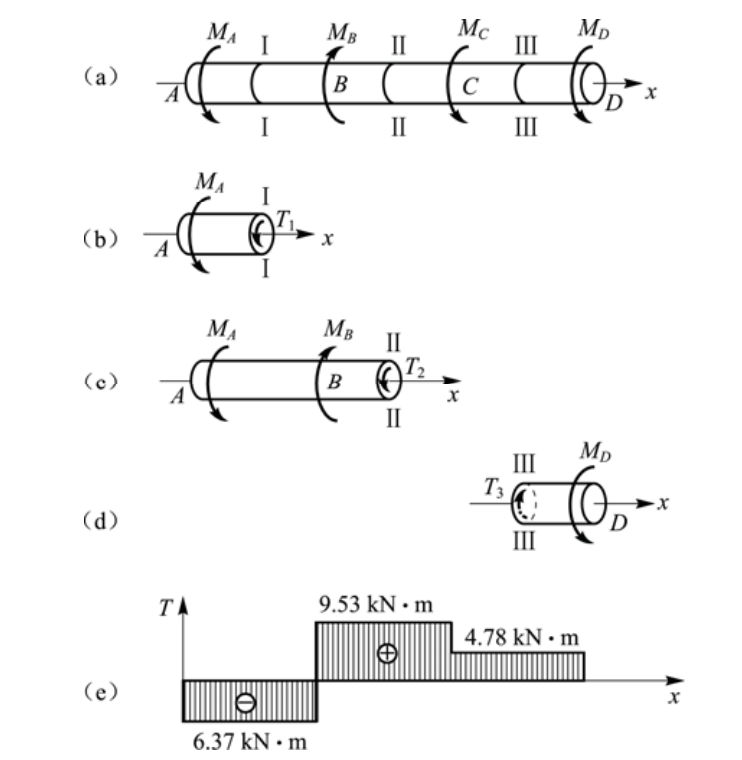 M_A I M_B II M_C III M_D
(a) A B C D x
I II III
M_A I
(b) A T_1 x
I
M_A M_B II
(c) A B T_2 x
II
III M_D
T_3 x
(d) III D
T 9.53 kN·m
4.78 kN·m
⊕
(e) ⊖ x
6.37 kN·m